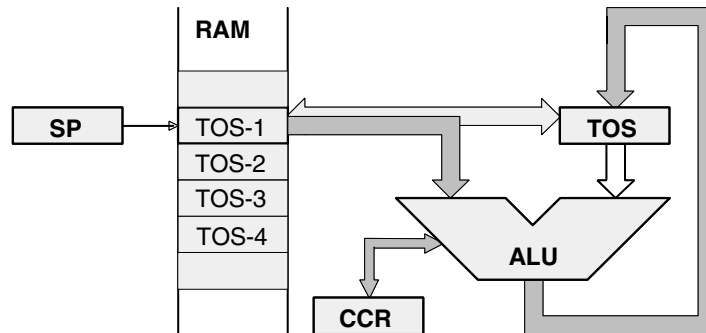 RAM
SP
TOS-1
TOS
TOS-2
TOS-3
TOS-4
ALU
CCR